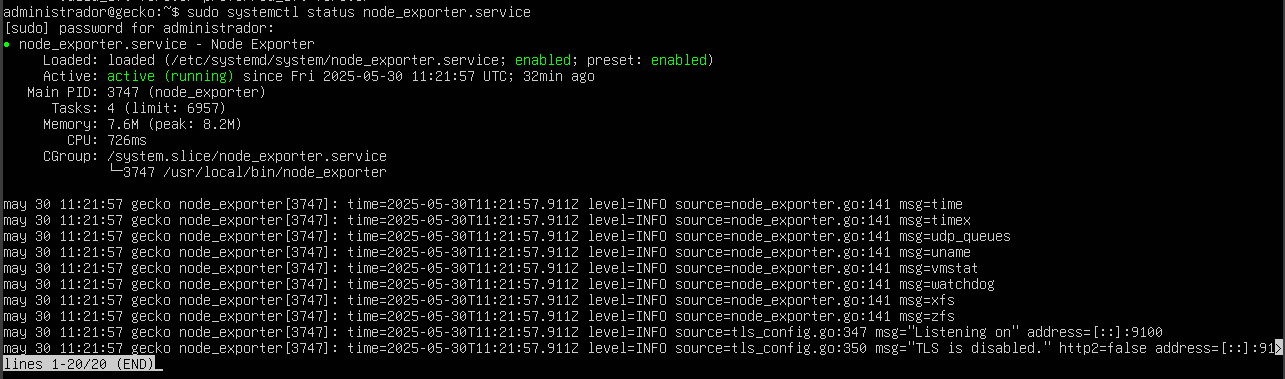 administrador@gecko:~$ sudo systemctl status node_exporter.service
[sudo] password for administrador:
● node_exporter.service - Node Exporter
Loaded: loaded (/etc/systemd/system/node_exporter.service; enabled; preset: enabled)
Active: active (running) since Fri 2025-05-30 11:21:57 UTC; 32min ago
Main PID: 3747 (node_exporter)
Tasks: 4 (limit: 6957)
Memory: 7.6M (peak: 8.2M)
CPU: 726ms
CGroup: /system.slice/node_exporter.service
└─3747 /usr/local/bin/node_exporter
may 30 11:21:57 gecko node_exporter[3747]: time=2025-05-30T11:21:57.911Z level=INFO source=node_exporter.go:141 msg=time
may 30 11:21:57 gecko node_exporter[3747]: time=2025-05-30T11:21:57.911Z level=INFO source=node_exporter.go:141 msg=timex
may 30 11:21:57 gecko node_exporter[3747]: time=2025-05-30T11:21:57.911Z level=INFO source=node_exporter.go:141 msg=udp_queues
may 30 11:21:57 gecko node_exporter[3747]: time=2025-05-30T11:21:57.911Z level=INFO source=node_exporter.go:141 msg=uname
may 30 11:21:57 gecko node_exporter[3747]: time=2025-05-30T11:21:57.911Z level=INFO source=node_exporter.go:141 msg=vmstat
may 30 11:21:57 gecko node_exporter[3747]: time=2025-05-30T11:21:57.911Z level=INFO source=node_exporter.go:141 msg=watchdog
may 30 11:21:57 gecko node_exporter[3747]: time=2025-05-30T11:21:57.911Z level=INFO source=node_exporter.go:141 msg=xfs
may 30 11:21:57 gecko node_exporter[3747]: time=2025-05-30T11:21:57.911Z level=INFO source=node_exporter.go:141 msg=zfs
may 30 11:21:57 gecko node_exporter[3747]: time=2025-05-30T11:21:57.911Z level=INFO source=tls_config.go:347 msg="Listening on" address=[::]:9100
may 30 11:21:57 gecko node_exporter[3747]: time=2025-05-30T11:21:57.911Z level=INFO source=tls_config.go:350 msg="TLS is disabled." http2=false address=[::]:91>
lines 1-20/20 (END)